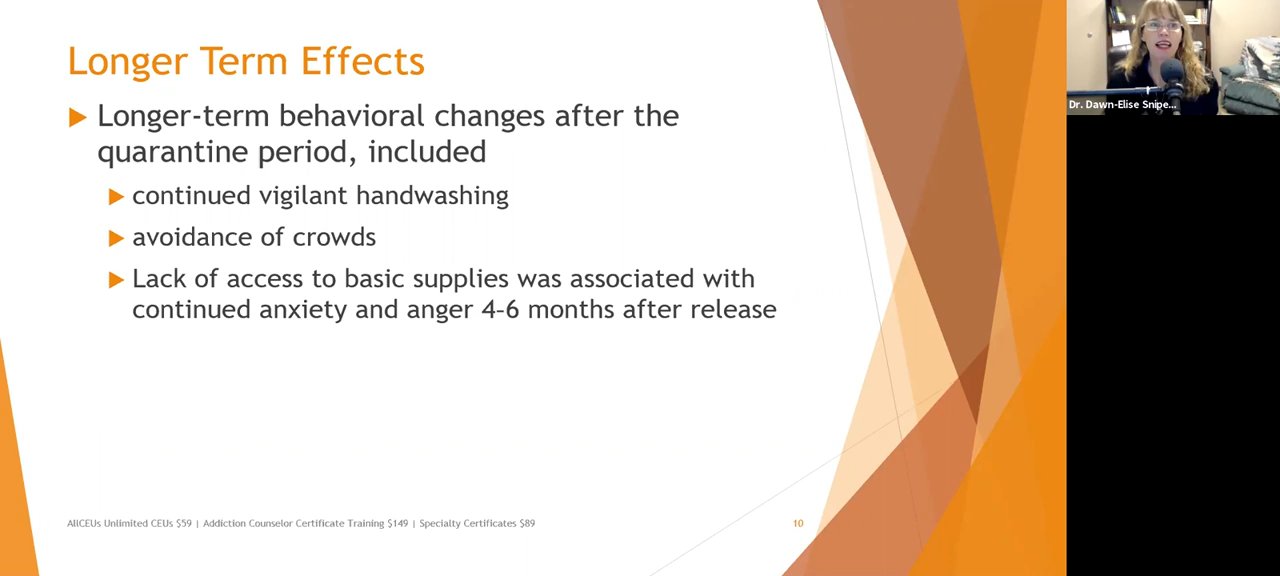 Longer Term Effects
Longer-term behavioral changes after the
quarantine period, included
continued vigilant handwashing
avoidance of crowds
Lack of access to basic supplies was associated with
continued anxiety and anger 4-6 months after release
AllCEUs Unlimited CEUs $59 | Addiction Counselor Certificate Training $149 | Specialty Certificates $89
10
Dr. Dawn-Elise Snipe...